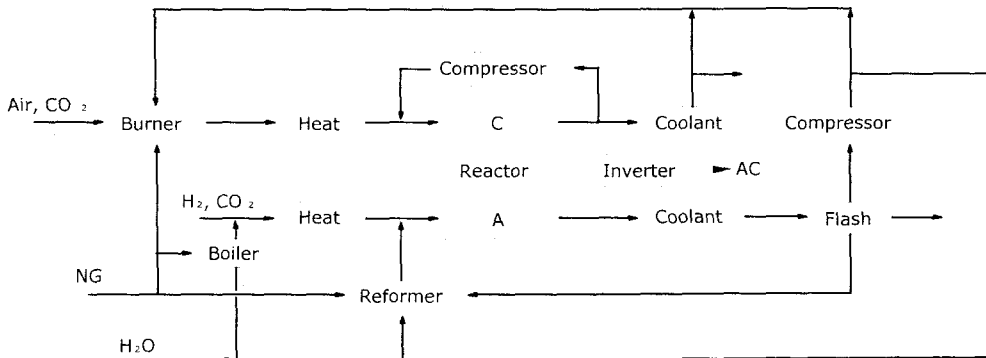 Compressor
Air, CO₂
Burner
Heat
C
Coolant
Compressor
Reactor
Inverter
AC
H₂, CO₂
Heat
A
Coolant
Flash
Boiler
NG
Reformer
H₂O